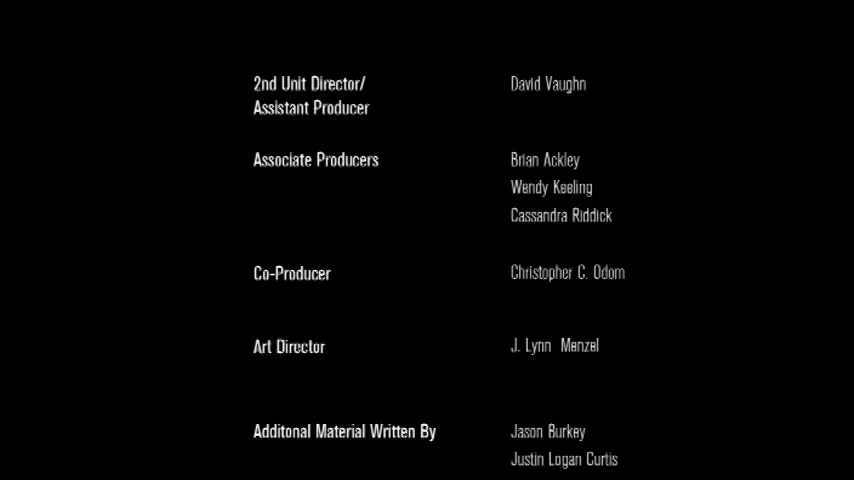 2nd Unit Director/ David Vaughn
Assistant Producer
Associate Producers Brian Ackley
Wendy Keeling
Cassandra Riddick
Co-Producer Christopher C. Odom
Art Director J. Lynn Menzel
Additonal Material Written By Jason Burkey
Justin Logan Curtis